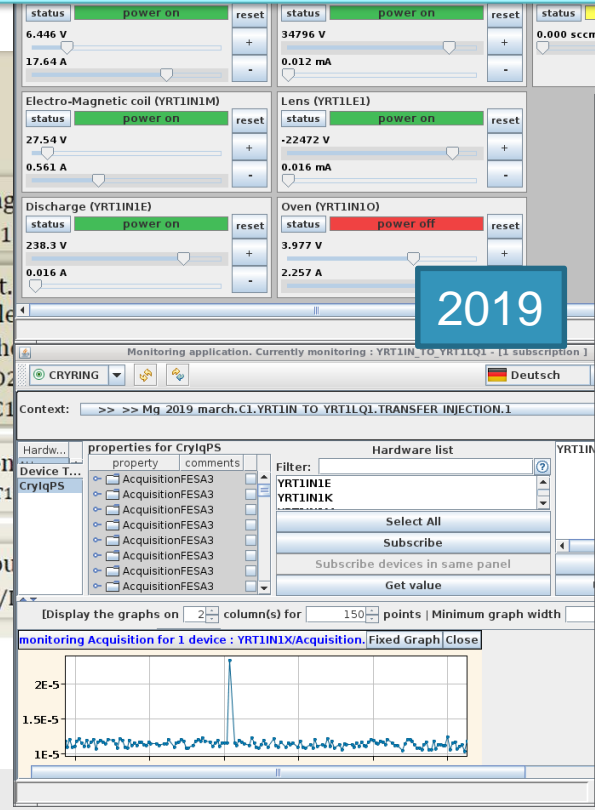 status power on reset
6.446 V
+
17.64 A
-
status power on reset
34796 V
+
0.012 mA
-
status
0.000 sccm
Electro-Magnetic coil (YRT1IN1M)
status power on reset
27.54 V
+
0.561 A
-
Lens (YRT1LE1)
status power on reset
-22472 V
+
0.016 mA
-
Discharge (YRT1IN1E)
status power on reset
238.3 V
+
0.016 A
-
Oven (YRT1IN1O)
status power off reset
3.977 V
+
2.257 A
2019
Monitoring application. Currently monitoring : YRT1IN_TO_YRT1LQ1 - [1 subscription ]
CRYRING
Deutsch
Context: >> >> Mg_2019_march.C1.YRT1IN_TO_YRT1LQ1.TRANSFER_INJECTION.1
Hardw...
Device T...
CryIqPS
properties for CryIqPS
property comments
AcquisitionFESA3
AcquisitionFESA3
AcquisitionFESA3
AcquisitionFESA3
AcquisitionFESA3
AcquisitionFESA3
AcquisitionFESA3
Hardware list
Filter:
?
YRT1IN1E
YRT1IN1K
Select All
Subscribe
Subscribe devices in same panel
Get value
[Display the graphs on 2 column(s) for 150 points | Minimum graph width
monitoring Acquisition for 1 device : YRT1IN1X/Acquisition. Fixed Graph Close
2E-5
1.5E-5
1E-5